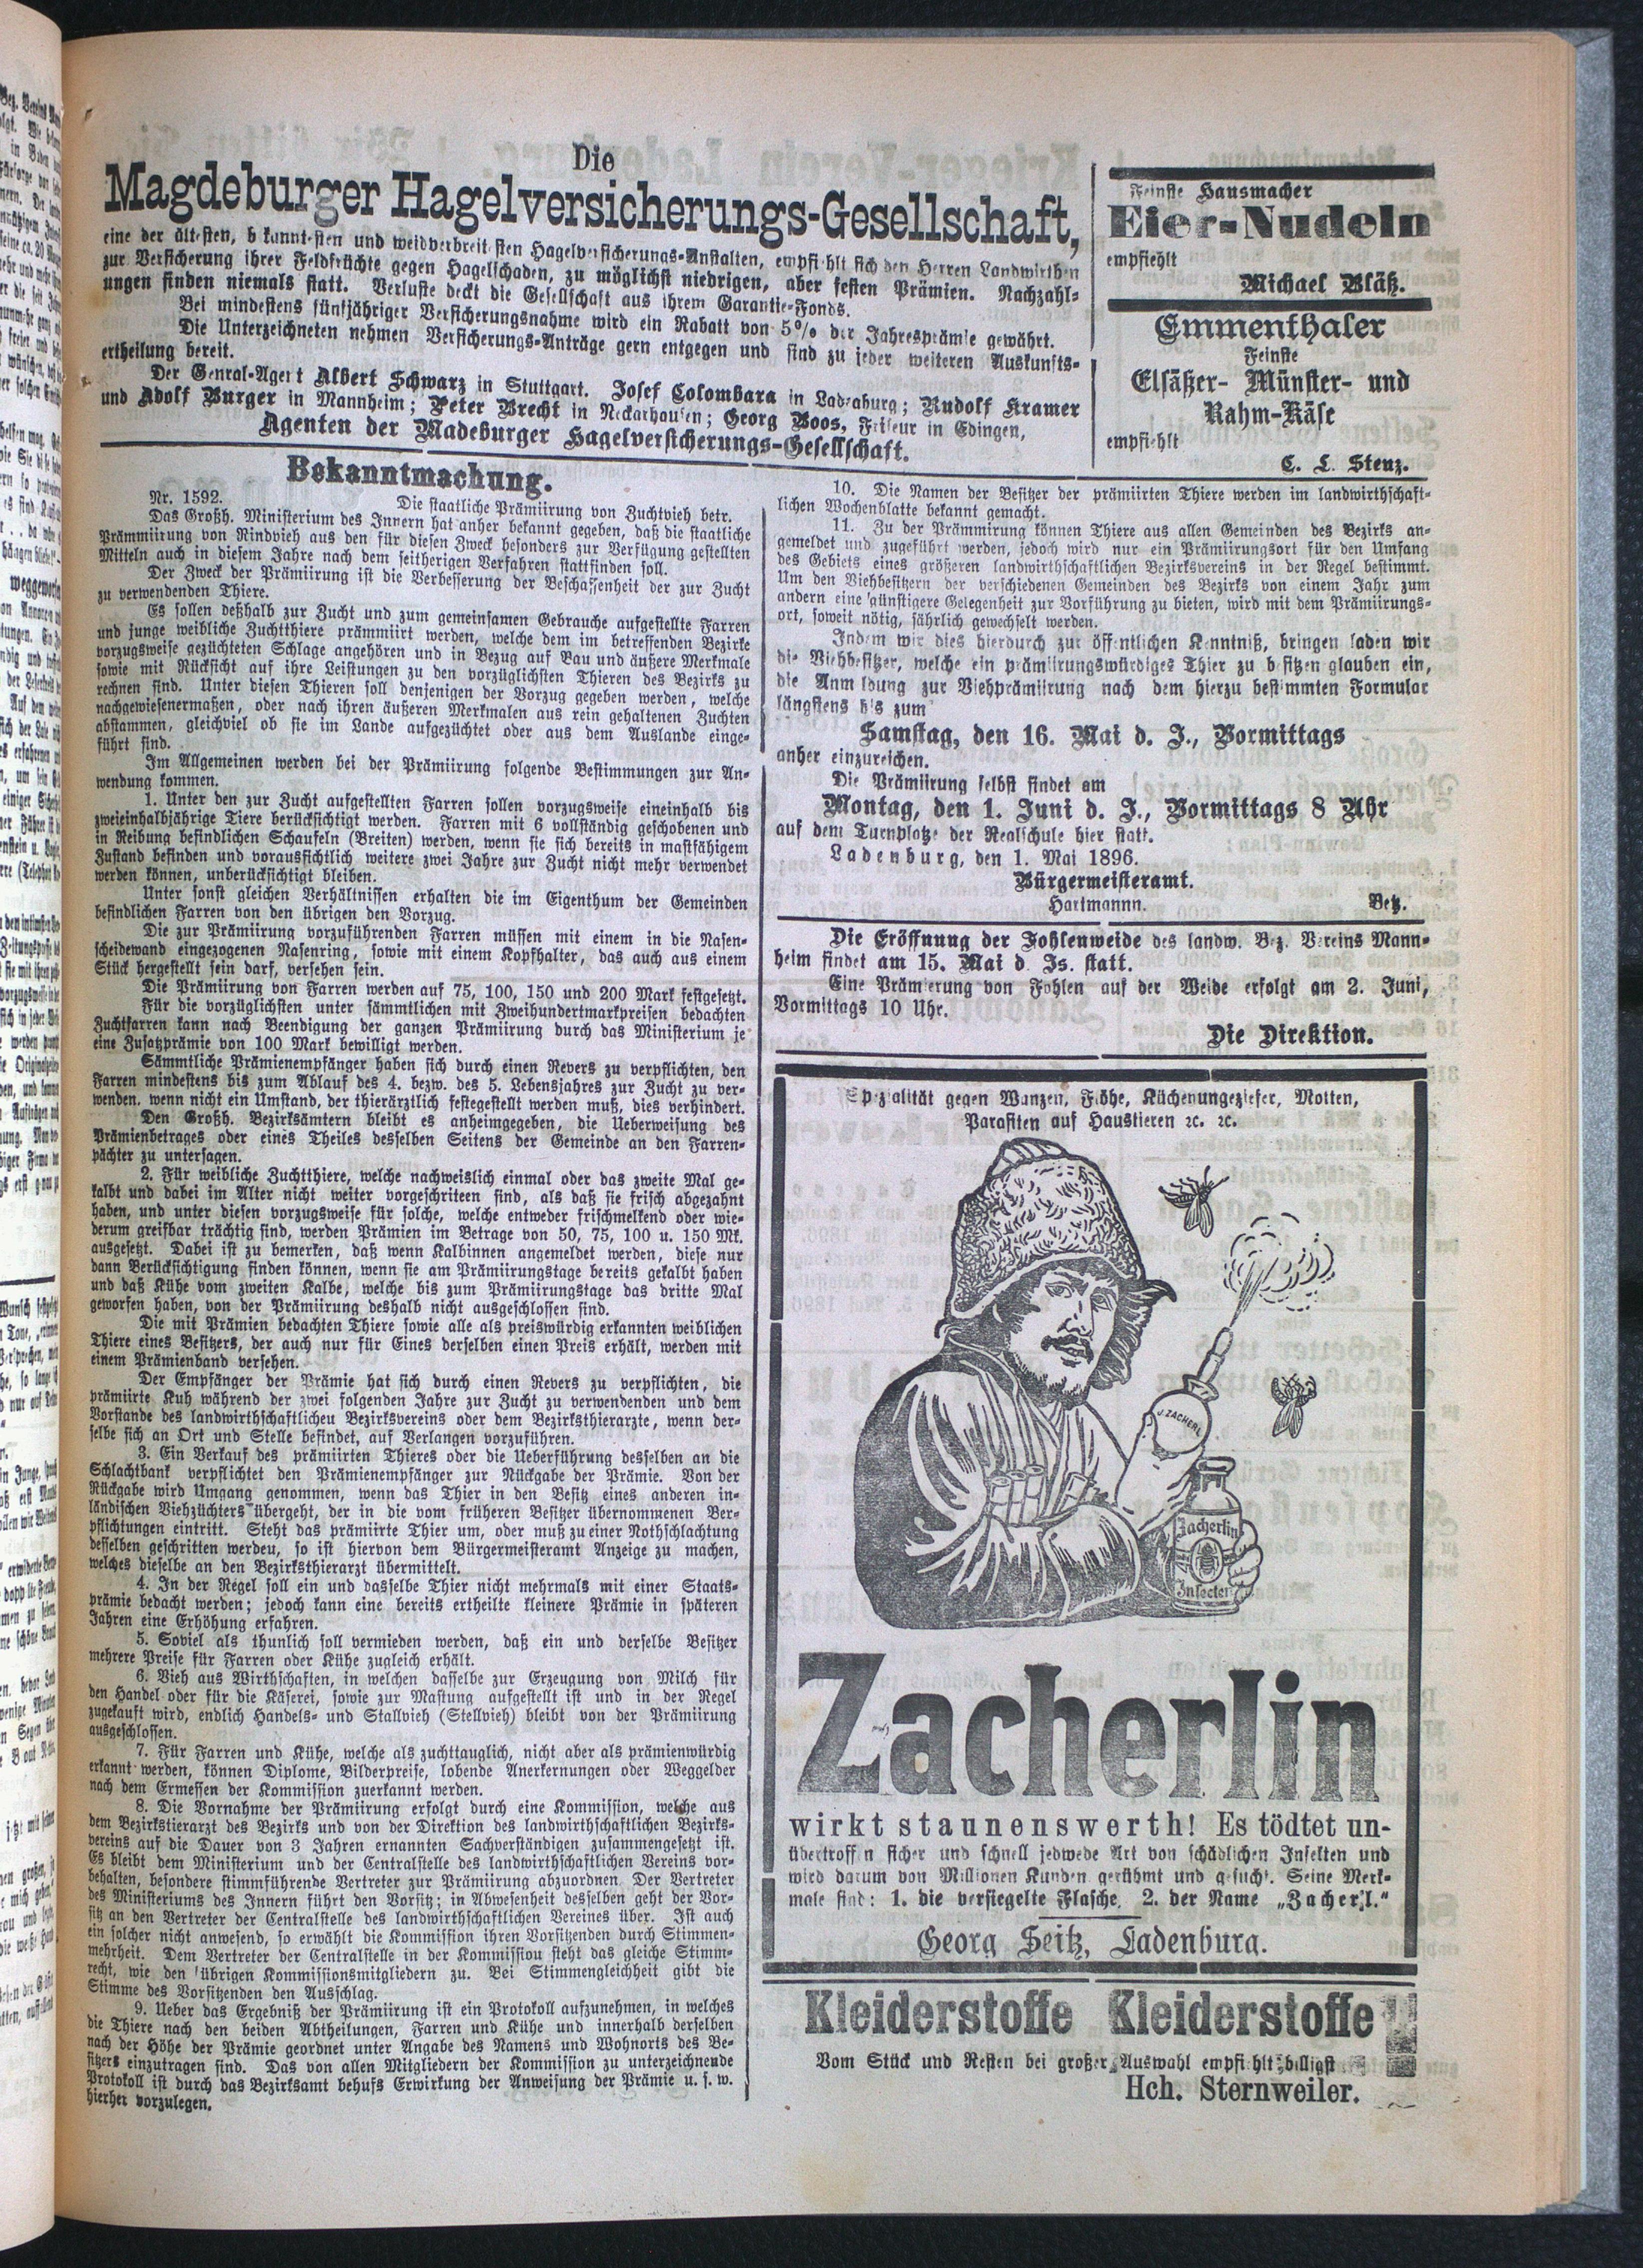 Die
Magdeburger Hagelversicherungs-Gesellschaft,
eine der ältesten, bekanntesten und weidverbreitetsten Hagelversicherungs-Anstalten, empfiehlt sich den Herren Landwirthen
zur Versicherung ihrer Feldfrüchte gegen Hagelschaden, zu möglichst niedrigen, aber festen Prämien. Nachzahl-
ungen finden niemals statt. Verluste deckt die Gesellschaft aus ihrem Garantie-Fonds.
Bei mindestens fünfjähriger Versicherungsnahme wird ein Rabatt von 5% der Jahresprämie gewährt.
Die Unterzeichneten nehmen Versicherungs-Anträge gern entgegen und sind zu jeder weiteren Auskunfts-
ertheilung bereit.
Der Genral-Agent Albert Schwarz in Stuttgart. Josef Colombara in Ladenburg; Rudolf Kramer
und Adolf Burger in Mannheim; Peter Brecht in Neckarhausen; Georg Boos, Friseur in Edingen,
Agenten der Madeburger Hagelversicherungs-Gesellschaft.
Feinste Hausmacher
Eier-Nudeln
empfiehlt
Michael Bläß.
Emmenthaler
Feinste
Elsäßer- Münster- und
Rahm-Käse
empfiehlt
C. L. Stenz.
Bekanntmachung.
Nr. 1592. Die staatliche Prämiirung von Zuchtvieh betr.
Das Großh. Ministerium des Innern hat anher bekannt gegeben, daß die staatliche
Prämmiirung von Rindvieh aus den für diesen Zweck besonders zur Verfügung gestellten
Mitteln auch in diesem Jahre nach dem seitherigen Verfahren stattfinden soll.
Der Zweck der Prämiirung ist die Verbesserung der Beschaffenheit der zur Zucht
zu verwendenden Thiere.
Es sollen deßhalb zur Zucht und zum gemeinsamen Gebrauche aufgestellte Farren
und junge weibliche Zuchtthiere prämmiirt werden, welche dem im betreffenden Bezirke
vorzugsweise gezüchteten Schlage angehören und in Bezug auf Bau und äußere Merkmale
sowie mit Rücksicht auf ihre Leistungen zu den vorzüglichsten Thieren des Bezirks zu
rechnen sind. Unter diesen Thieren soll denjenigen der Vorzug gegeben werden, welche
nachgewiesenermaßen, oder nach ihren äußeren Merkmalen aus rein gehaltenen Zuchten
abstammen, gleichviel ob sie im Lande aufgezüchtet oder aus dem Auslande einge-
führt sind.
Im Allgemeinen werden bei der Prämiirung folgende Bestimmungen zur An-
wendung kommen.
1. Unter den zur Zucht aufgestellten Farren sollen vorzugsweise eineinhalb bis
zweieinhalbjährige Tiere berücksichtigt werden. Farren mit 6 vollständig geschobenen und
in Reibung befindlichen Schaufeln (Breiten) werden, wenn sie sich bereits in mastfähigem
Zustand befinden und voraussichtlich weitere zwei Jahre zur Zucht nicht mehr verwendet
werden können, unberücksichtigt bleiben.
Unter sonst gleichen Verhältnissen erhalten die im Eigenthum der Gemeinden
befindlichen Farren von den übrigen den Vorzug.
Die zur Prämiirung vorzuführenden Farren müssen mit einem in die Nasen-
scheidewand eingezogenen Nasenring, sowie mit einem Kopfhalter, das auch aus einem
Stück hergestellt sein darf, versehen sein.
Die Prämiirung von Farren werden auf 75, 100, 150 und 200 Mark festgesetzt.
Für die vorzüglichsten unter sämmtlichen mit Zweihundertmarkpreisen bedachten
Zuchtfarren kann nach Beendigung der ganzen Prämiirung durch das Ministerium je
eine Zusatzprämie von 100 Mark bewilligt werden.
Sämmtliche Prämienempfänger haben sich durch einen Revers zu verpflichten, den
Farren mindestens bis zum Ablauf des 4. bezw. des 5. Lebensjahres zur Zucht zu ver-
wenden. wenn nicht ein Umstand, der thierärztlich festegestellt werden muß, dies verhindert.
Den Großh. Bezirksämtern bleibt es anheimgegeben, die Ueberweisung des
Prämienbetrages oder eines Theiles desselben Seitens der Gemeinde an den Farren-
pächter zu untersagen.
2. Für weibliche Zuchtthiere, welche nachweislich einmal oder das zweite Mal ge-
kalbt und dabei im Alter nicht weiter vorgeschriteen sind, als daß sie frisch abgezahnt
haben, und unter diesen vorzugsweise für solche, welche entweder frischmelkend oder wie-
derum greifbar trächtig sind, werden Prämien im Betrage von 50, 75, 100 u. 150 Mk.
ausgesetzt. Dabei ist zu bemerken, daß wenn Kalbinnen angemeldet werden, diese nur
dann Berücksichtigung finden können, wenn sie am Prämiirungstage bereits gekalbt haben
und daß Kühe vom zweiten Kalbe, welche bis zum Prämiirungstage das dritte Mal
geworfen haben, von der Prämiirung deshalb nicht ausgeschlossen sind.
Die mit Prämien bedachten Thiere sowie alle als preiswürdig erkannten weiblichen
Thiere eines Besitzers, der auch nur für Eines derselben einen Preis erhält, werden mit
einem Prämienband versehen.
Der Empfänger der Prämie hat sich durch einen Revers zu verpflichten, die
prämiirte Kuh während der zwei folgenden Jahre zur Zucht zu verwendenden und dem
Vorstande des landwirthschaftlicheu Bezirksvereins oder dem Bezirksthierarzte, wenn der-
selbe sich an Ort und Stelle befindet, auf Verlangen vorzuführen.
3. Ein Verkauf des prämiirten Thieres oder die Ueberführung desselben an die
Schlachtbank verpflichtet den Prämienempfänger zur Rückgabe der Prämie. Von der
Rückgabe wird Umgang genommen, wenn das Thier in den Besitz eines anderen in-
ländischen Viehzüchters übergeht, der in die vom früheren Besitzer übernommenen Ver-
pflichtungen eintritt. Steht das prämiirte Thier um, oder muß zu einer Nothschlachtung
desselben geschritten werdeu, so ist hiervon dem Bürgermeisteramt Anzeige zu machen,
welches dieselbe an den Bezirksthierarzt übermittelt.
4. In der Regel soll ein und dasselbe Thier nicht mehrmals mit einer Staats-
prämie bedacht werden; jedoch kann eine bereits ertheilte kleinere Prämie in späteren
Jahren eine Erhöhung erfahren.
5. Soviel als thunlich soll vermieden werden, daß ein und derselbe Besitzer
mehrere Preise für Farren oder Kühe zugleich erhält.
6. Vieh aus Wirthschaften, in welchen dasselbe zur Erzeugung von Milch für
den Handel oder für die Käserei, sowie zur Mastung aufgestellt ist und in der Regel
zugekauft wird, endlich Handels- und Stallvieh (Stellvieh) bleibt von der Prämiirung
ausgeschlossen.
7. Für Farren und Kühe, welche als zuchttauglich, nicht aber als prämienwürdig
erkannt werden, können Diplome, Bilderpreise, lobende Anerkernungen oder Weggelder
nach dem Ermessen der Kommission zuerkannt werden.
8. Die Vornahme der Prämiirung erfolgt durch eine Kommission, welche aus
dem Bezirkstierarzt des Bezirks und von der Direktion des landwirthschaftlichen Bezirks-
vereins auf die Dauer von 3 Jahren ernannten Sachverständigen zusammengesetzt ist.
Es bleibt dem Ministerium und der Centralstelle des landwirthschaftlichen Vereins vor-
behalten, besondere stimmführende Vertreter zur Prämiirung abzuordnen. Der Vertreter
des Ministeriums des Innern führt den Vorsitz; in Abwesenheit desselben geht der Vor-
sitz an den Vertreter der Centralstelle des landwirthschaftlichen Vereines über. Ist auch
ein solcher nicht anwesend, so erwählt die Kommission ihren Vorsitzenden durch Stimmen-
mehrheit. Dem Vertreter der Centralstelle in der Kommissiou steht das gleiche Stimm-
recht, wie den übrigen Kommissionsmitgliedern zu. Bei Stimmengleichheit gibt die
Stimme des Vorsitzenden den Ausschlag.
9. Ueber das Ergebniß der Prämiirung ist ein Protokoll aufzunehmen, in welches
die Thiere nach den beiden Abtheilungen, Farren und Kühe und innerhalb derselben
nach der Höhe der Prämie geordnet unter Angabe des Namens und Wohnorts des Be-
sitzers einzutragen sind. Das von allen Mitgliedern der Kommission zu unterzeichnende
Protokoll ist durch das Bezirksamt behufs Erwirkung der Anweisung der Prämie u. s. w.
hierher vorzulegen.
10. Die Namen der Besitzer der prämiirten Thiere werden im landwirthschaft-
lichen Wochenblatte bekannt gemacht.
11. Zu der Prämmirung können Thiere aus allen Gemeinden des Bezirks an-
gemeldet und zugeführt werden, jedoch wird nur ein Prämiirungsort für den Umfang
des Gebiets eines größeren landwirthschaftlichen Bezirksvereins in der Regel bestimmt.
Um den Viehbesitzern der verschiedenen Gemeinden des Bezirks von einem Jahr zum
andern eine günstigere Gelegenheit zur Vorführung zu bieten, wird mit dem Prämiirungs-
ort, soweit nötig, jährlich gewechselt werden.
Indem wir dies hierdurch zur öffentlichen Kenntniß, bringen laden wir
die Viehbesitzer, welche ein prämiirungswürdiges Thier zu besitzen glauben ein,
die Anmeldung zur Viehprämiirung nach dem hierzu bestimmten Formular
längstens bis zum
Samstag, den 16. Mai d. J., Vormittags
anher einzureichen.
Die Prämiirung selbst findet am
Montag, den 1. Juni d. J., Vormittags 8 Uhr
auf dem Turnplatze der Realschule hier statt.
Ladenburg, den 1. Mai 1896.
Bürgermeisteramt.
Hartmannn. Betz.
Die Eröffnung der Fohlenweide des landw. Bez. Vereins Mann-
heim findet am 15. Mai d. Js. statt.
Eine Prämierung von Fohlen auf der Weide erfolgt am 2. Juni,
Vormittags 10 Uhr.
Die Direktion.
Spezialität gegen Wanzen, Flöhe, Küchenungeziefer, Motten,
Parasiten auf Haustieren ꝛc. ꝛc.
J. ZACHERL
Zacherlin
Insecten
Zacherlin
wirkt staunenswerth! Es tödtet un-
übertroffen sicher und schnell jedwede Art von schädlichen Insekten und
wird darum von Millionen Kunden gerühmt und gesucht. Seine Merk-
male sind: 1. die versiegelte Flasche, 2. der Name „Zacherl."
Georg Seitz, Ladenburg.
Kleiderstoffe Kleiderstoffe
Vom Stück und Resten bei großer Auswahl empfiehlt billigst
Hch. Sternweiler.